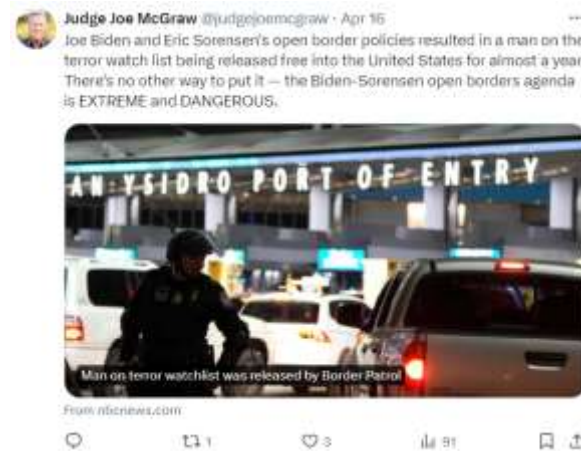 Judge Joe McGraw @judgejoemcgraw · Apr 16
Joe Biden and Eric Sorensen's open border policies resulted in a man on the
terror watch list being released free into the United States for almost a year
There's no other way to put it — the Biden-Sorensen open borders agenda
is EXTREME and DANGEROUS.
AN YSIDRO PORT OF ENTRY
Man on terror watchlist was released by Border Patrol
From nbcnews.com
1 3 91